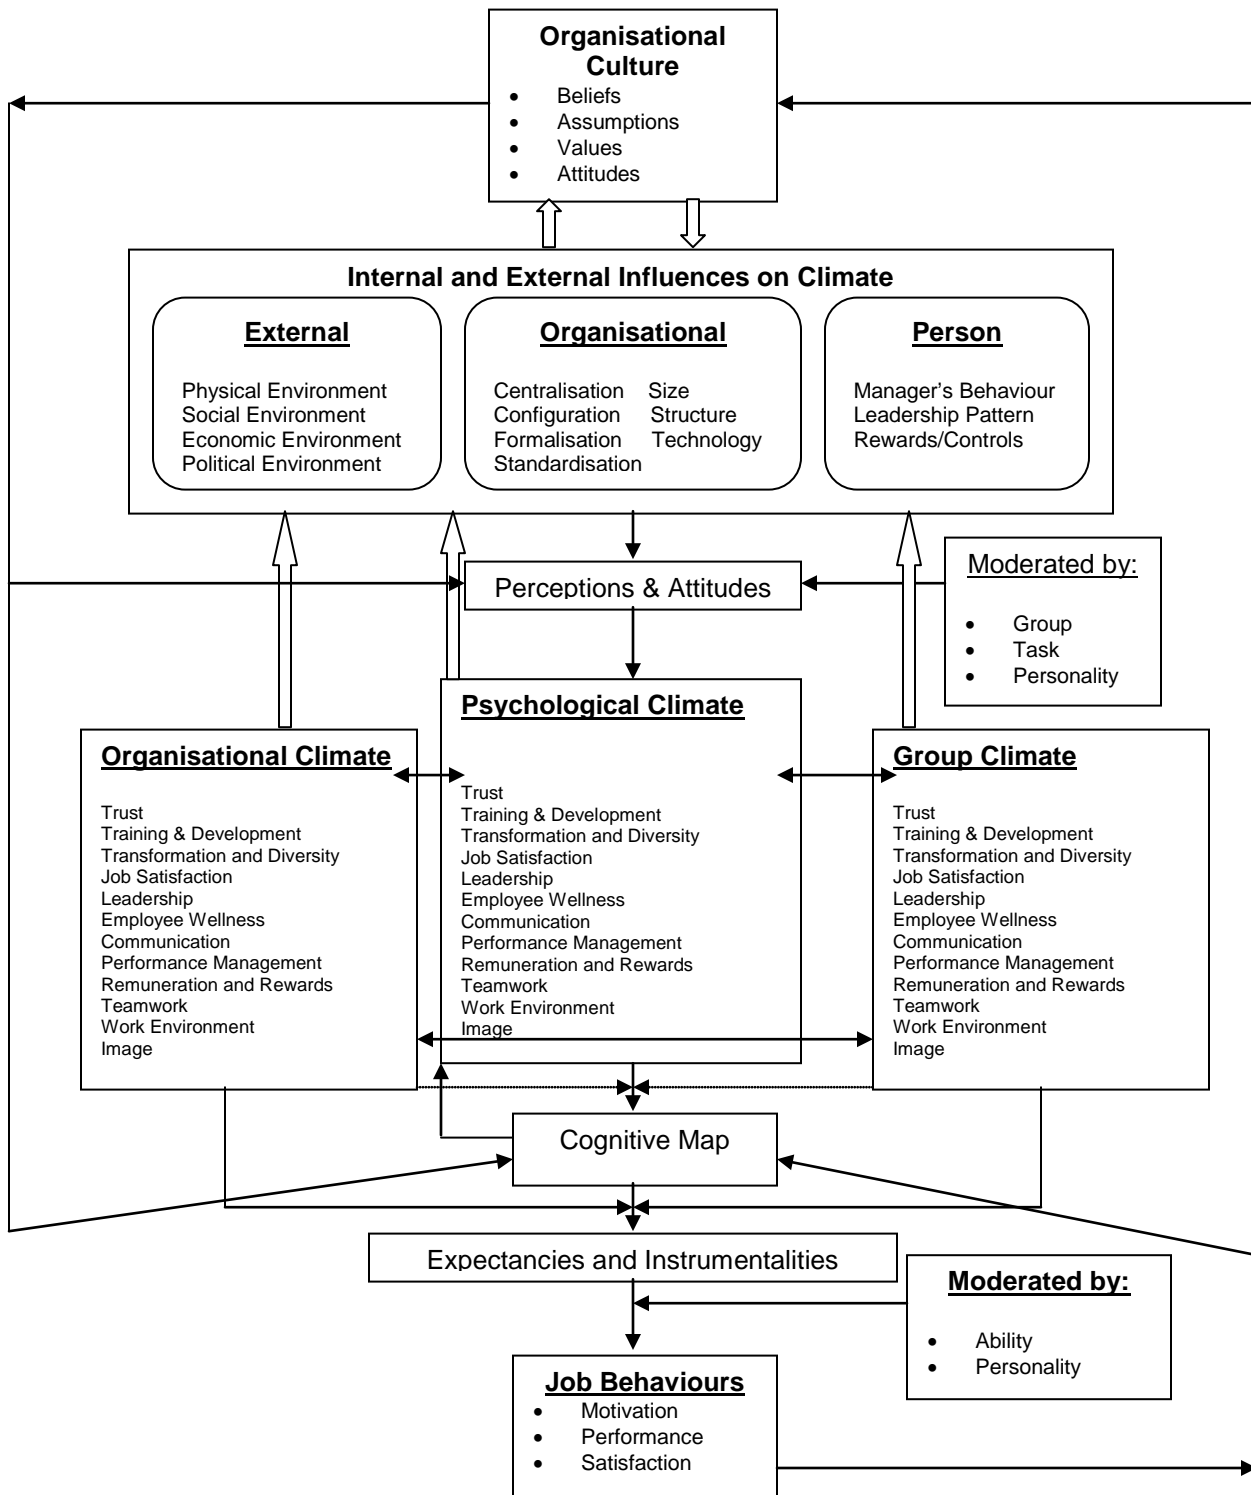 Organisational
Culture
• Beliefs
• Assumptions
• Values
• Attitudes
Internal and External Influences on Climate
External
Physical Environment
Social Environment
Economic Environment
Political Environment
Organisational
Centralisation Size
Configuration Structure
Formalisation Technology
Standardisation
Person
Manager's Behaviour
Leadership Pattern
Rewards/Controls
Perceptions & Attitudes
Moderated by:
• Group
• Task
• Personality
Organisational Climate
Trust
Training & Development
Transformation and Diversity
Job Satisfaction
Leadership
Employee Wellness
Communication
Performance Management
Remuneration and Rewards
Teamwork
Work Environment
Image
Psychological Climate
Trust
Training & Development
Transformation and Diversity
Job Satisfaction
Leadership
Employee Wellness
Communication
Performance Management
Remuneration and Rewards
Teamwork
Work Environment
Image
Group Climate
Trust
Training & Development
Transformation and Diversity
Job Satisfaction
Leadership
Employee Wellness
Communication
Performance Management
Remuneration and Rewards
Teamwork
Work Environment
Image
Cognitive Map
Expectancies and Instrumentalities
Moderated by:
• Ability
• Personality
Job Behaviours
• Motivation
• Performance
• Satisfaction